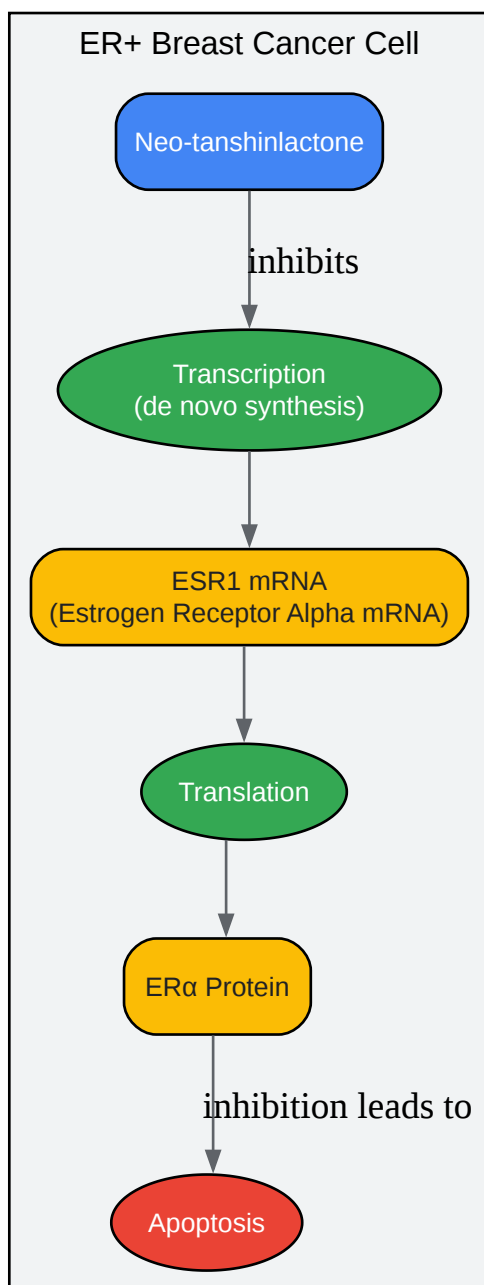 ER+ Breast Cancer Cell
Neo-tanshinlactone
inhibits
Transcription
(de novo synthesis)
ESR1 mRNA
(Estrogen Receptor Alpha mRNA)
Translation
ERα Protein
inhibition leads to
Apoptosis